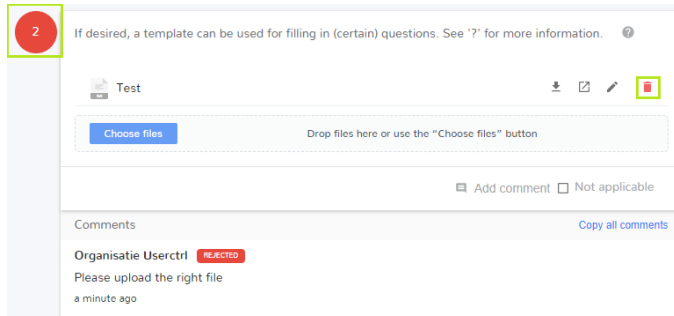 2
If desired, a template can be used for filling in (certain) questions. See '?' for more information. ?
Test
Choose files Drop files here or use the “Choose files” button
Add comment Not applicable
Comments Copy all comments
Organisatie Userctrl REJECTED
Please upload the right file
a minute ago